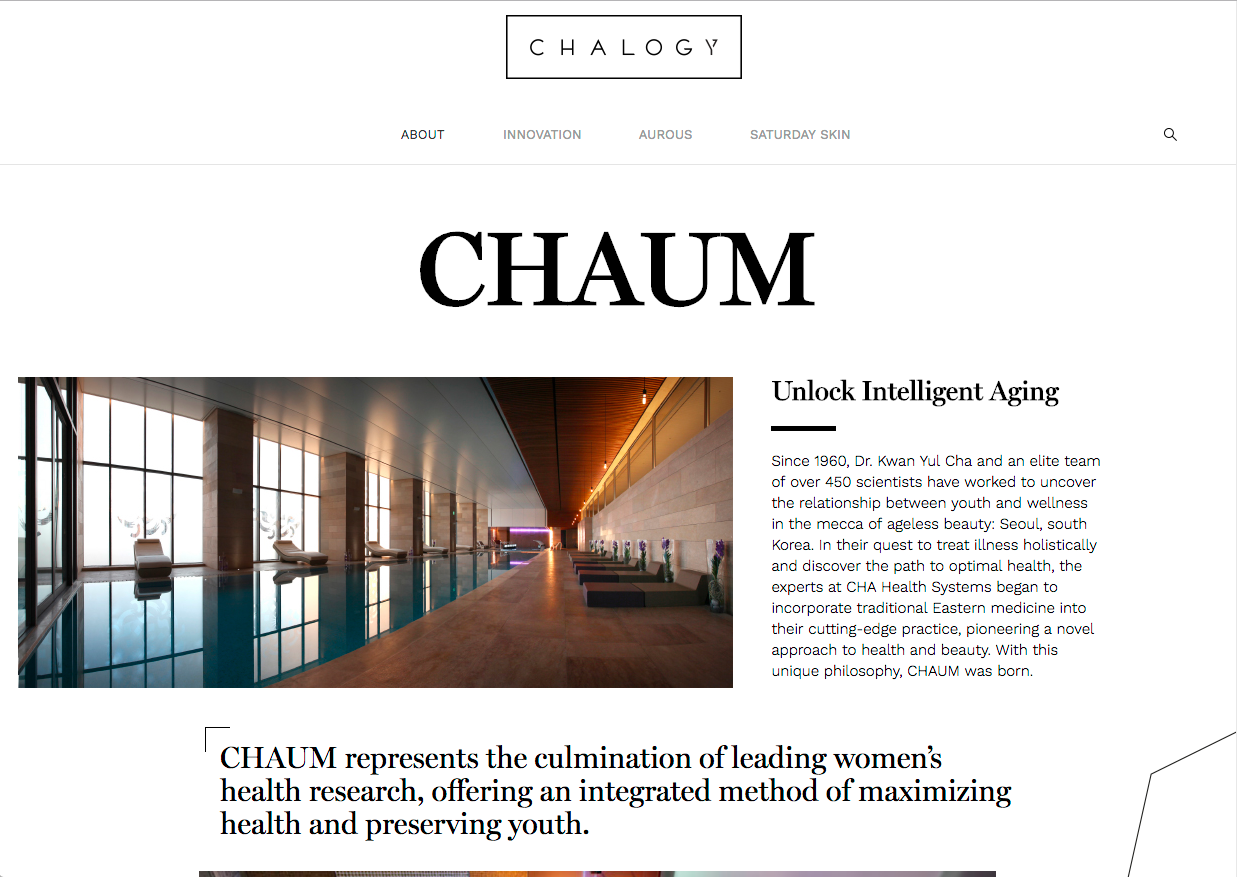 CHALOGY
ABOUT INNOVATION AUROUS SATURDAY SKIN
CHAUM
Unlock Intelligent Aging
Since 1960, Dr. Kwan Yul Cha and an elite team
of over 450 scientists have worked to uncover
the relationship between youth and wellness
in the mecca of ageless beauty: Seoul, south
Korea. In their quest to treat illness holistically
and discover the path to optimal health, the
experts at CHA Health Systems began to
incorporate traditional Eastern medicine into
their cutting-edge practice, pioneering a novel
approach to health and beauty. With this
unique philosophy, CHAUM was born.
CHAUM represents the culmination of leading women’s
health research, offering an integrated method of maximizing
health and preserving youth.